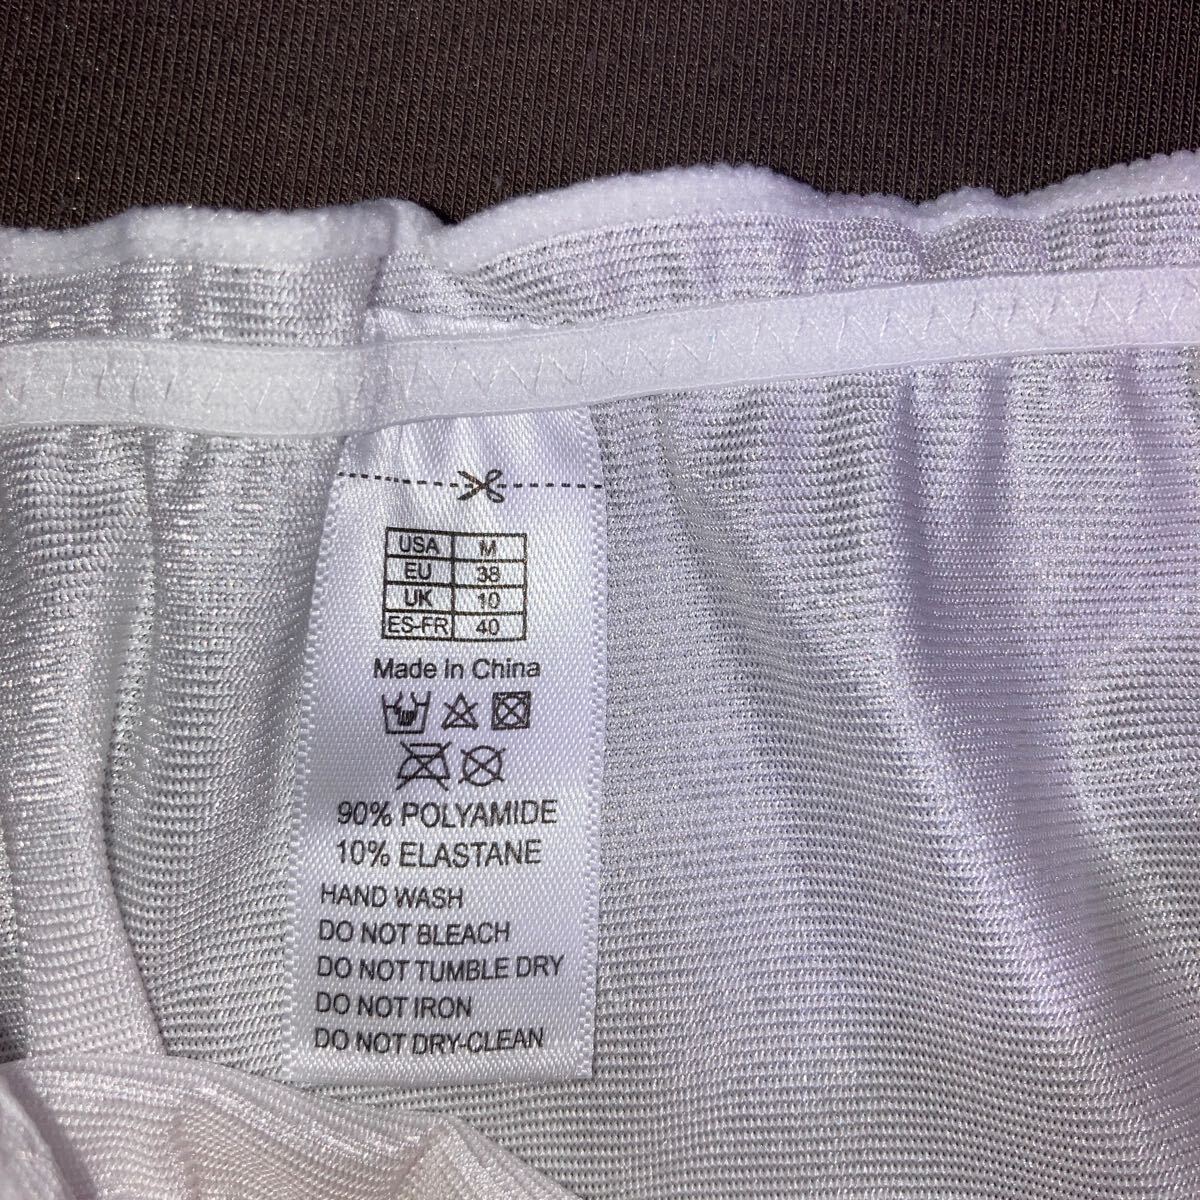 USA M
EU 38
UK 10
ES-FR 40
Made In China
90% POLYAMIDE
10% ELASTANE
HAND WASH
DO NOT BLEACH
DO NOT TUMBLE DRY
DO NOT IRON
DO NOT DRY-CLEAN